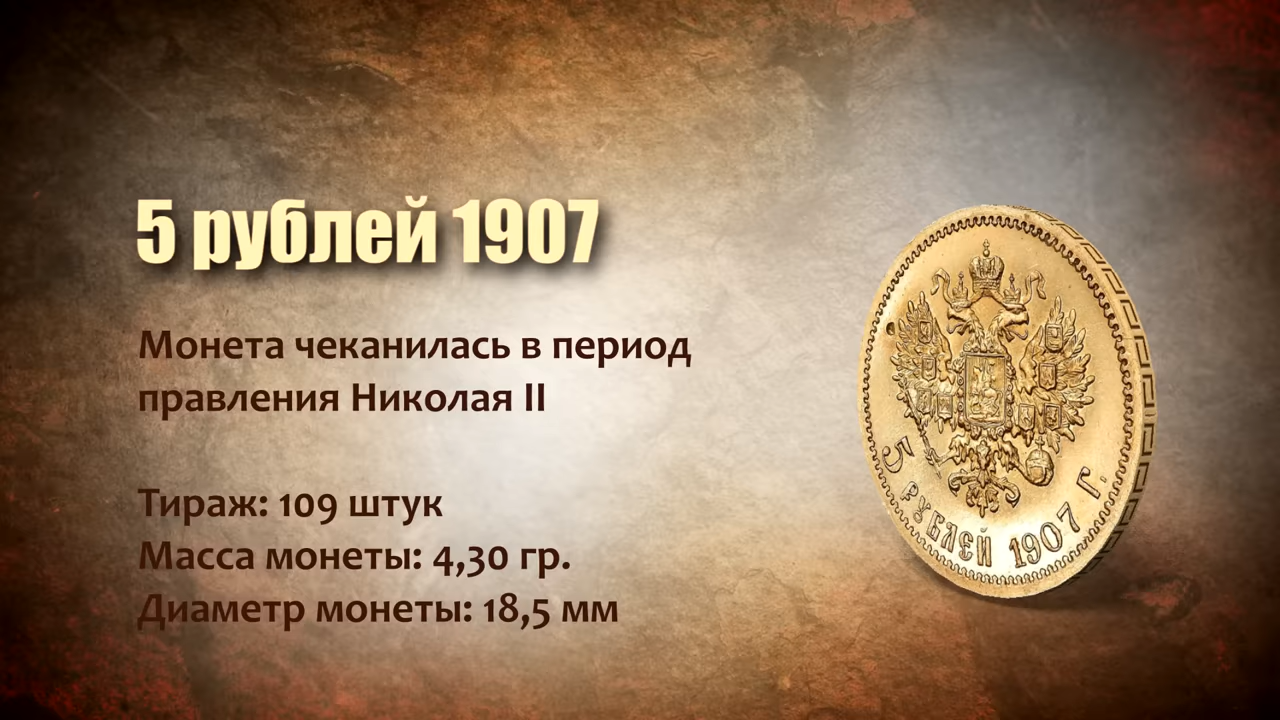 5 рублей 1907
Монета чеканилась в период
правления Николая II
Тираж: 109 штук
Масса монеты: 4,30 гр.
Диаметр монеты: 18,5 мм
5 РУБЛЕЙ 1907 Г.